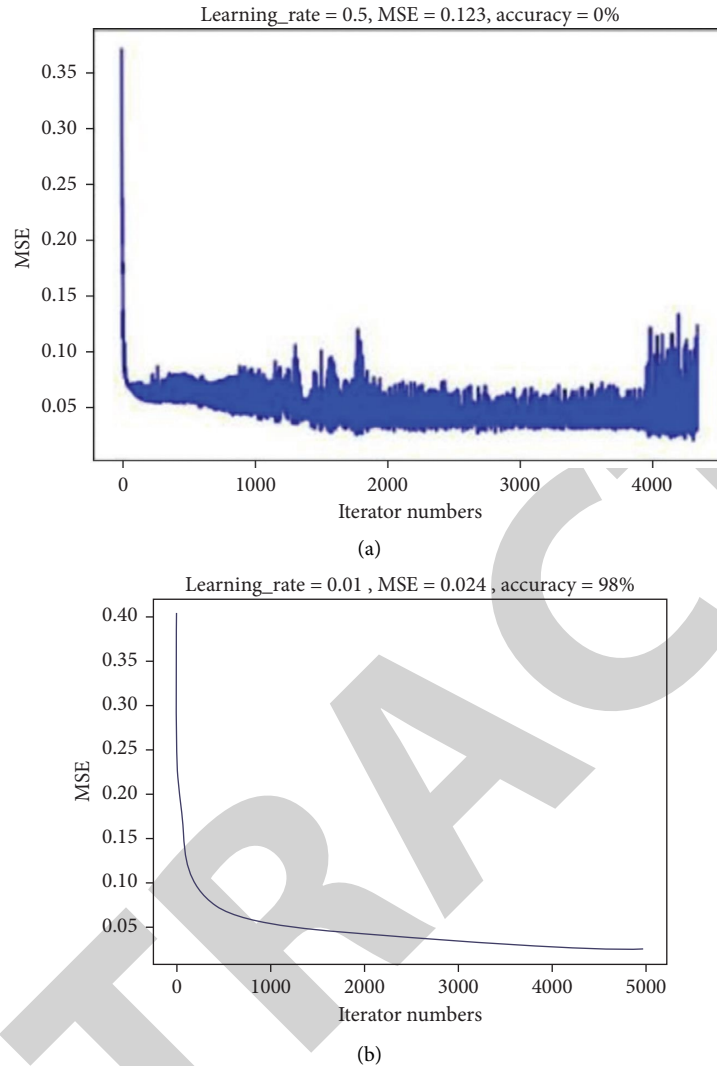 Learning_rate = 0.5, MSE = 0.123, accuracy = 0%
0.35
0.30
0.25
0.20
0.15
0.10
0.05
MSE
0 1000 2000 3000 4000
Iterator numbers
(a)
Learning_rate = 0.01 , MSE = 0.024 , accuracy = 98%
0.40
0.35
0.30
0.25
0.20
0.15
0.10
0.05
MSE
0 1000 2000 3000 4000 5000
Iterator numbers
(b)
TRAC